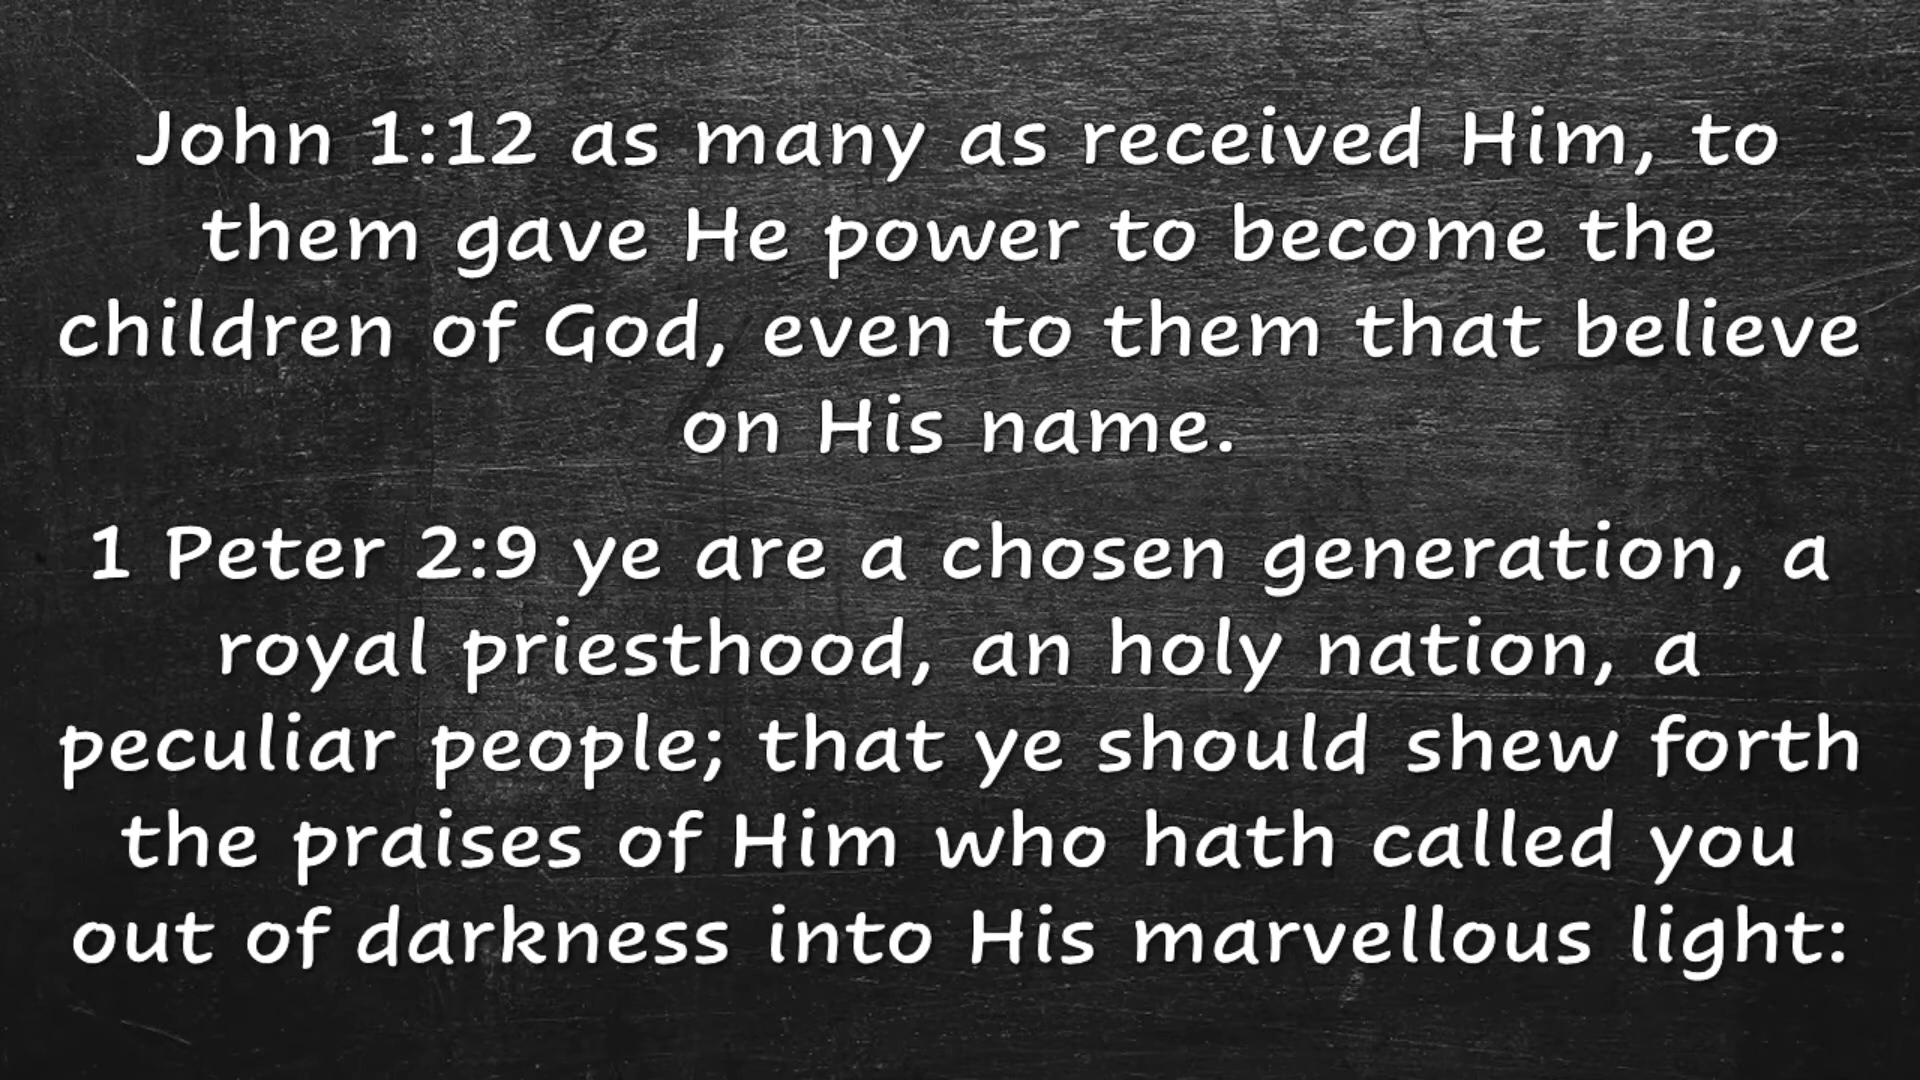 John 1:12 as many as received Him, to
them gave He power to become the
children of God, even to them that believe
on His name.
1 Peter 2:9 ye are a chosen generation, a
royal priesthood, an holy nation, a
peculiar people; that ye should shew forth
the praises of Him who hath called you
out of darkness into His marvellous light: